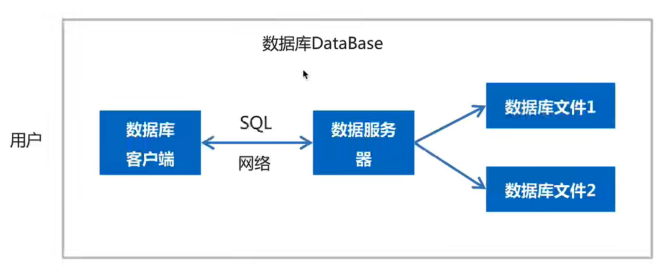 数据库DataBase
用户
数据库
客户端
SQL
网络
数据服务
器
数据库文件1
数据库文件2